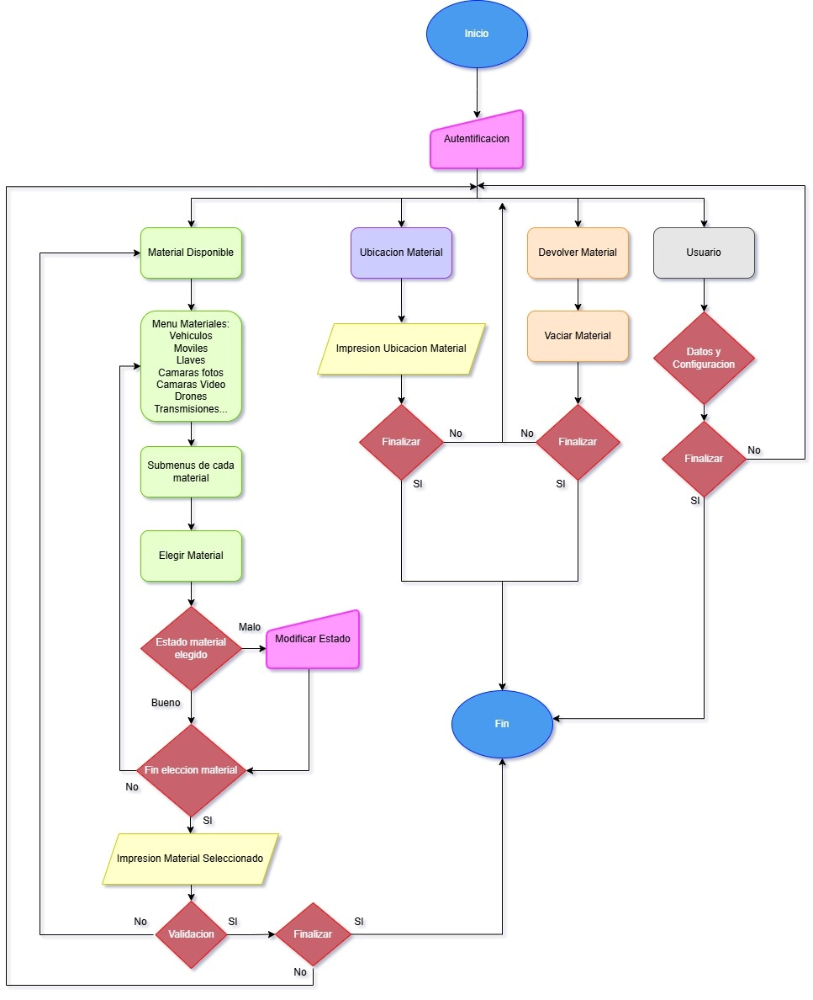 Inicio
Autentificacion
Material Disponible
Ubicacion Material
Devolver Material
Usuario
Menu Materiales:
Vehiculos
Moviles
Llaves
Camaras fotos
Camaras Video
Drones
Transmisiones...
Impresion Ubicacion Material
Vaciar Material
Datos y
Configuracion
Submenus de cada
material
Finalizar
No
SI
No
Finalizar
SI
Finalizar
No
SI
Elegir Material
Estado material
elegido
Malo
Modificar Estado
Bueno
Fin
Fin eleccion material
No
SI
Impresion Material Seleccionado
No
Validacion
SI
Finalizar
SI
No